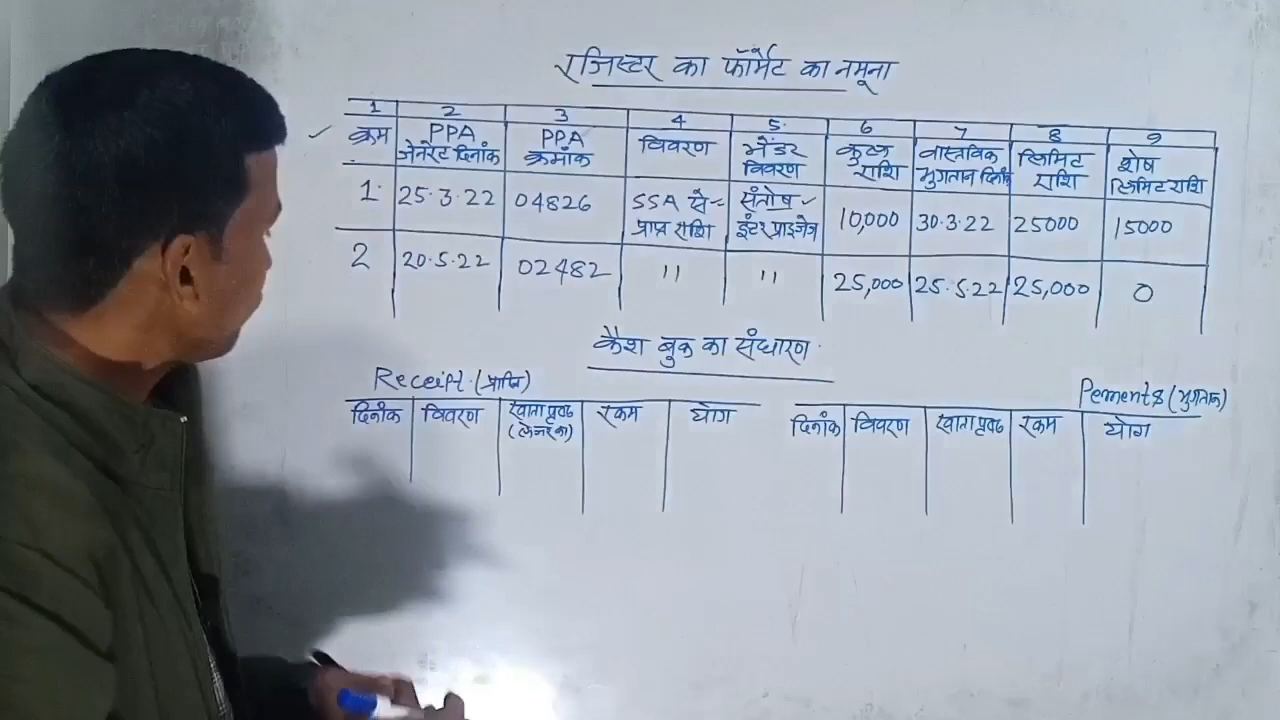 रजिस्टर का फॉर्मेट का नमूना
1 2 3 4 5. 6 7 8 9
क्रम PPA जेनरेट दिनांक PPA क्रमांक विवरण भेंडर विवरण कुल राशि वास्तविक भुगतान दिनाँक लिमिट राशि शेष लिमिट राशि
1. 25.3.22 04826 SSA से प्राप्त राशि संतोष इंटरप्राइजेज 10,000 30.3.22 25000 15000
2 20.5.22 02482 " " 25,000 25.5.22 25,000 0
कैश बुक का संधारण
Receipt (प्राप्ति)
दिनाँक विवरण खाता पृष्ठ (लेजर का) रकम योग
Pements (भुगतान)
दिनाँक विवरण खाता पृष्ठ रकम योग